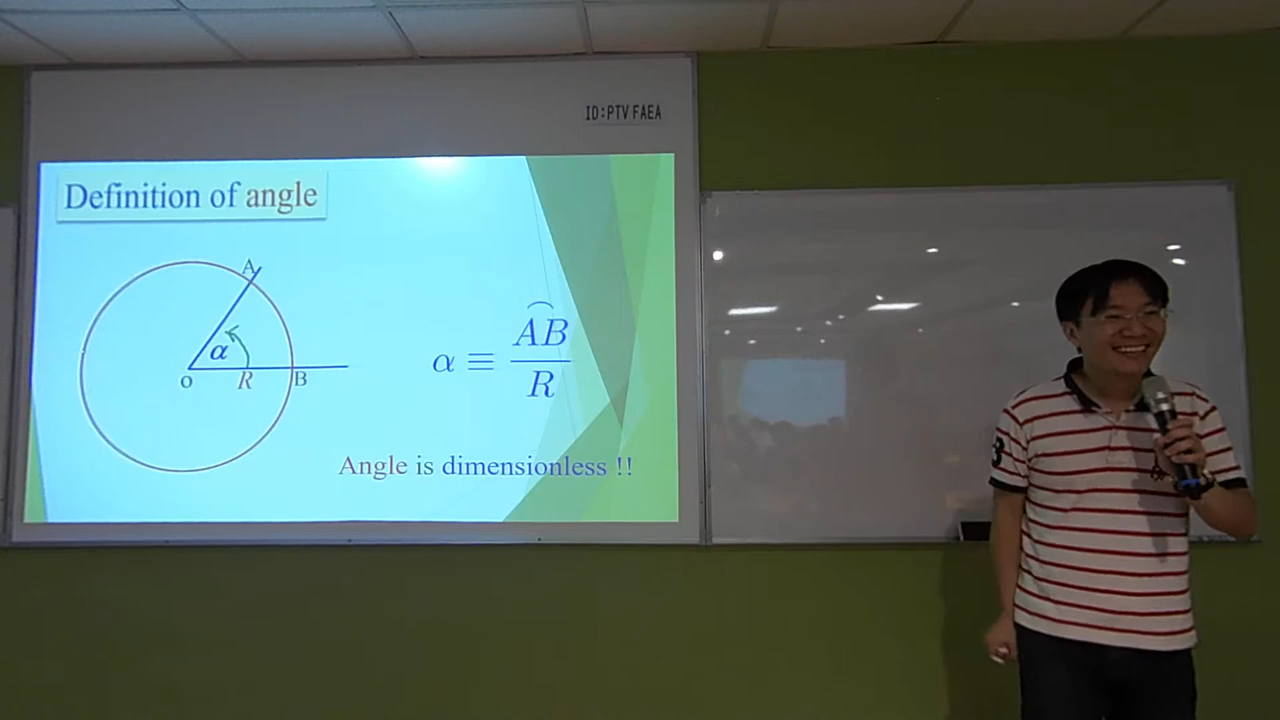 ID:PTV FAEA
Definition of angle
A
α
O
R
B
α ≡ AB⌢ / R
Angle is dimensionless !!
3